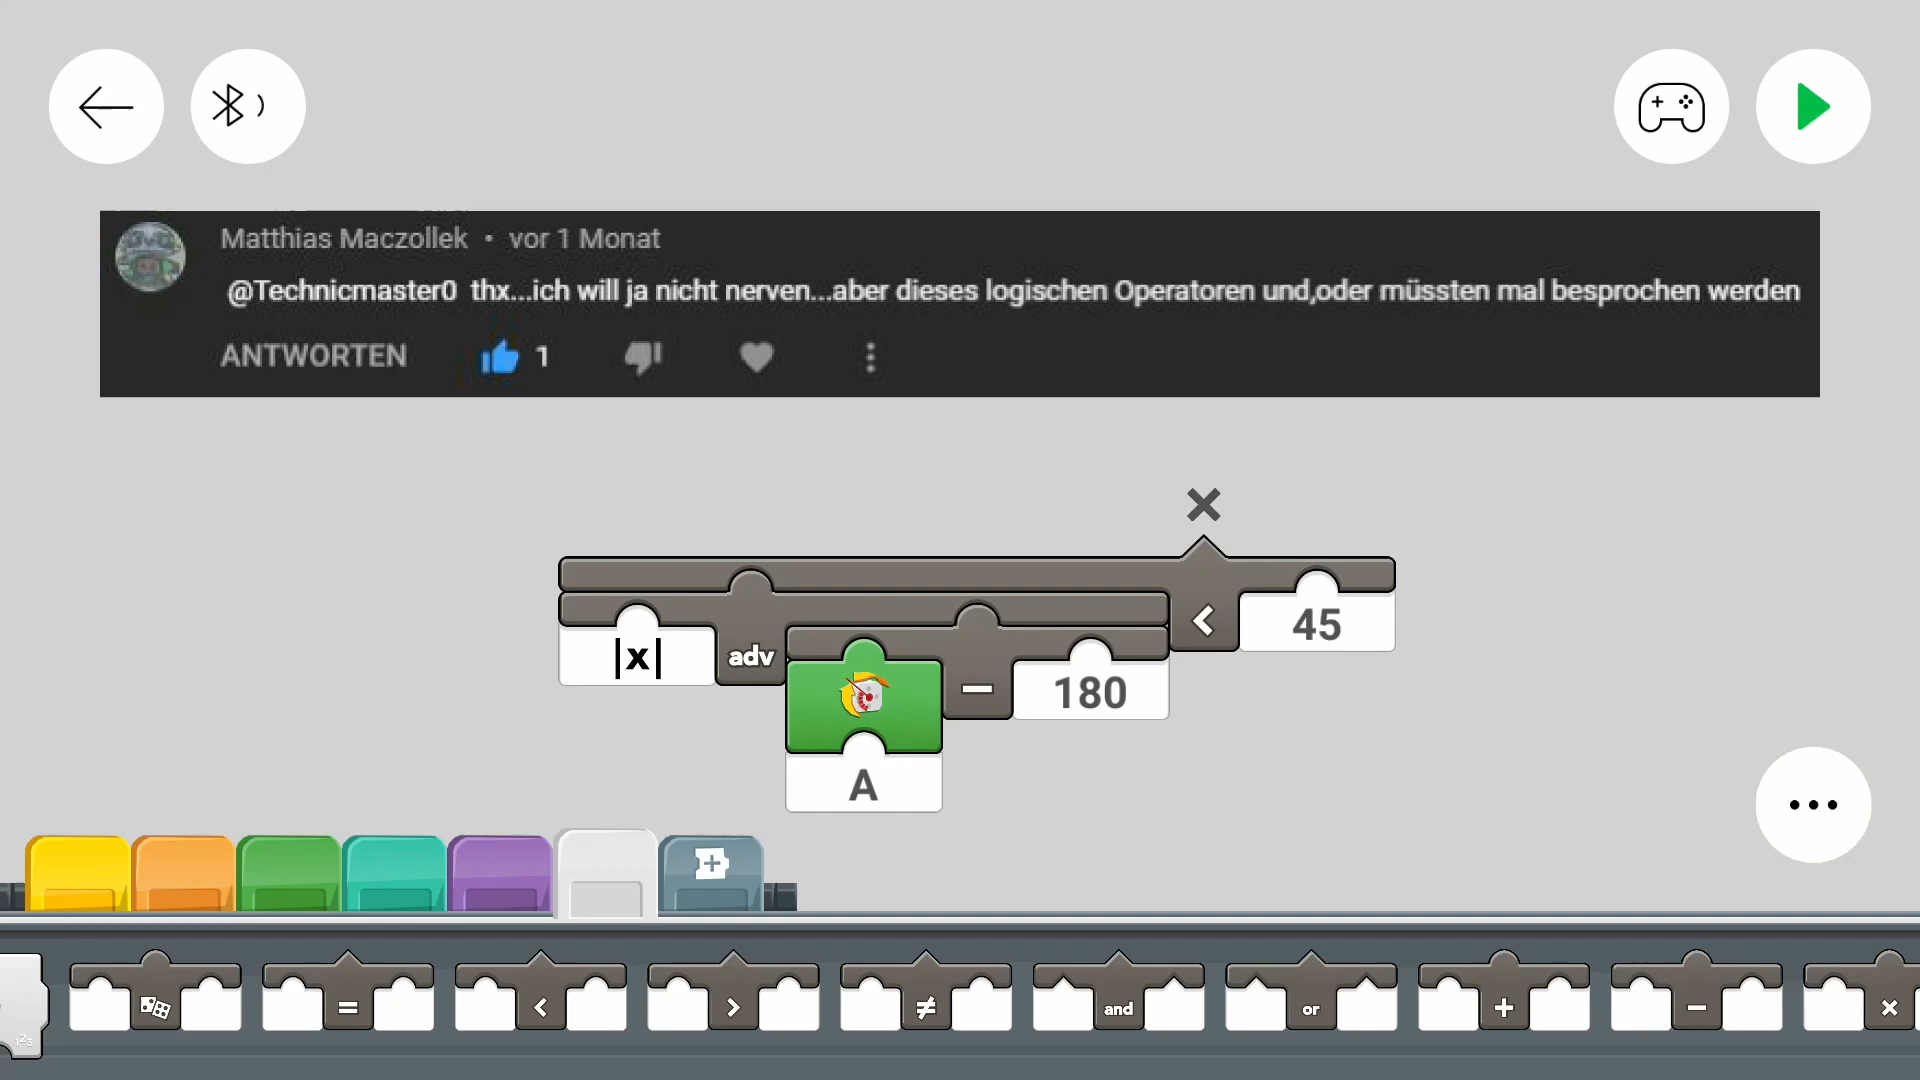 Matthias Maczollek • vor 1 Monat
@Technicmaster0 thx...ich will ja nicht nerven...aber dieses logischen Operatoren und,oder müssten mal besprochen werden
ANTWORTEN 1
< 45
|x| adv
— 180
A
= < > ≠ and or + — ×
123